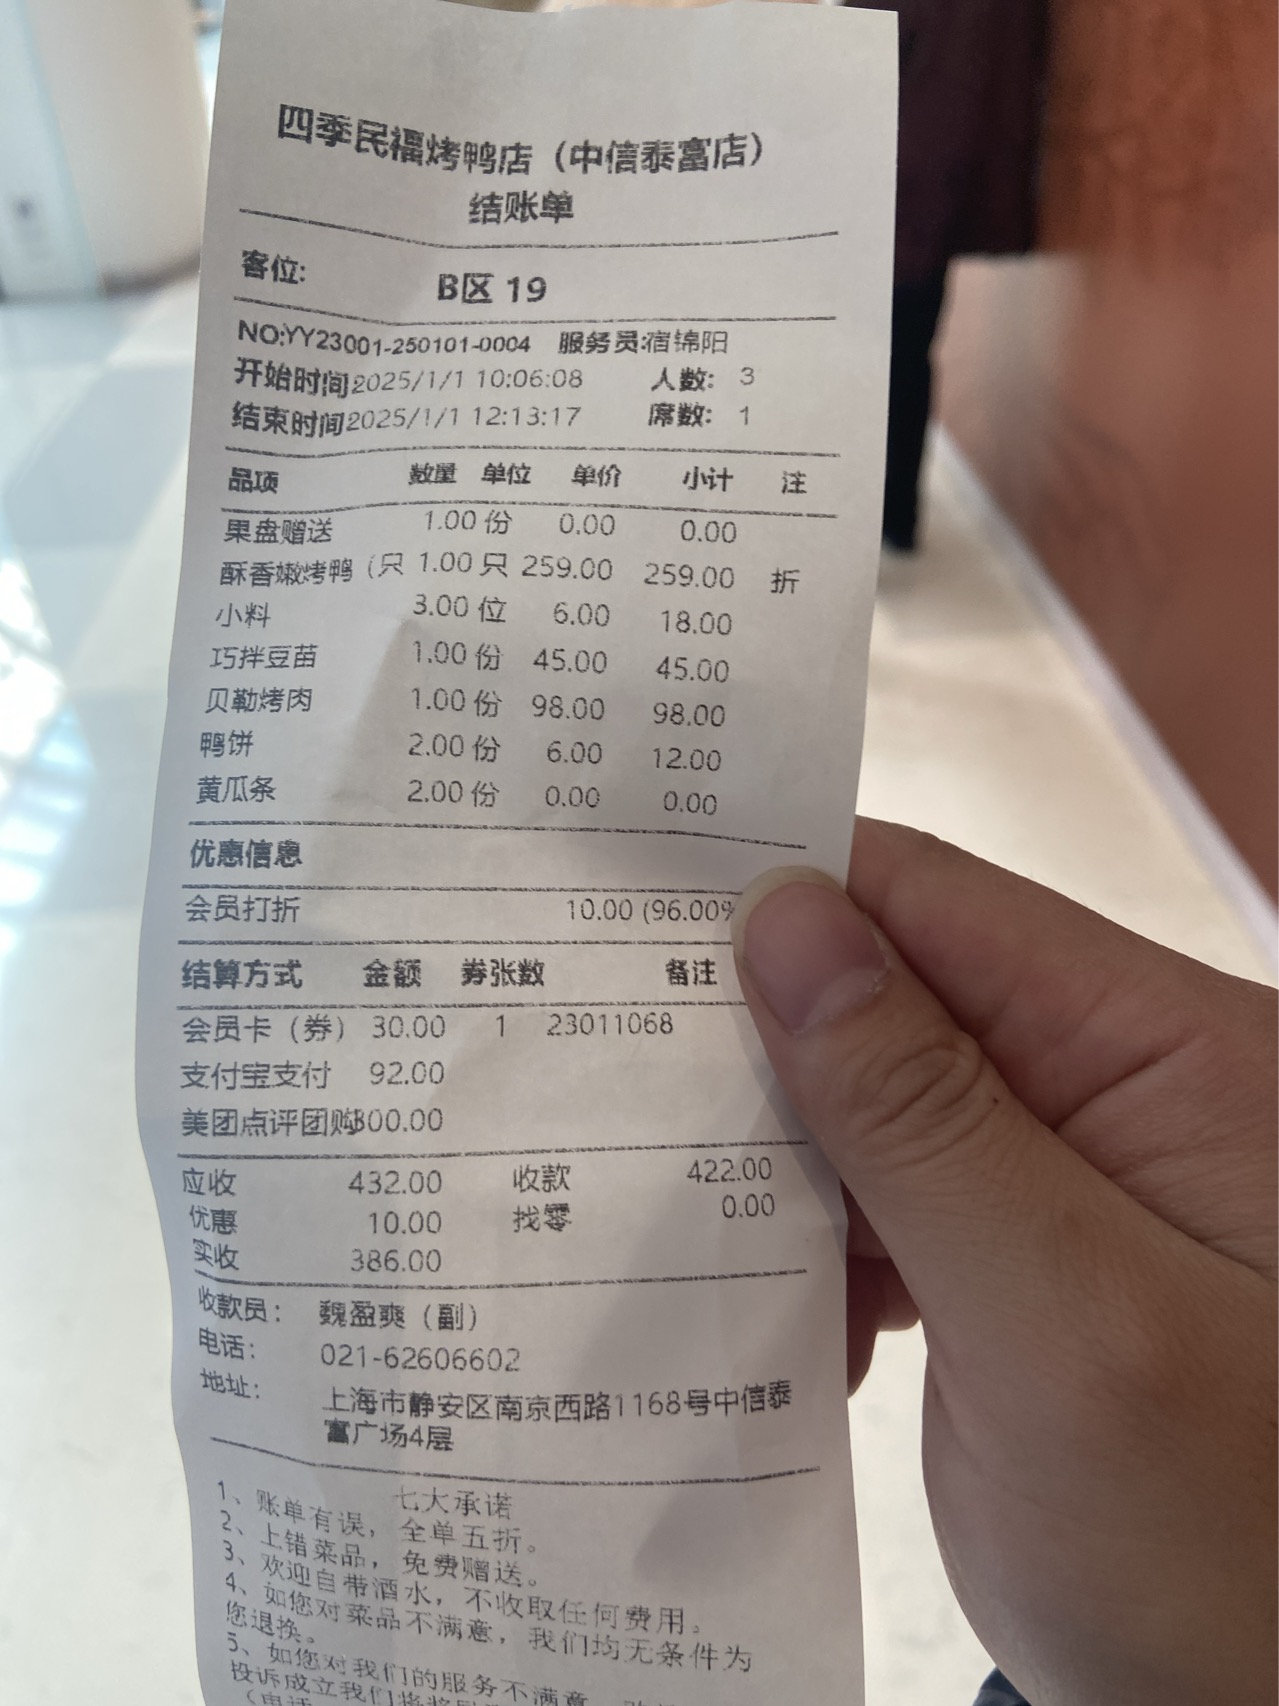 四季民福烤鸭店（中信泰富店）
结账单
客位: B区 19
NO:YY23001-250101-0004 服务员:宿锦阳
开始时间2025/1/1 10:06:08 人数: 3
结束时间2025/1/1 12:13:17 席数: 1
品项 数量 单位 单价 小计 注
果盘赠送 1.00 份 0.00 0.00
酥香嫩烤鸭（只 1.00 只 259.00 259.00 折
小料 3.00 位 6.00 18.00
巧拌豆苗 1.00 份 45.00 45.00
贝勒烤肉 1.00 份 98.00 98.00
鸭饼 2.00 份 6.00 12.00
黄瓜条 2.00 份 0.00 0.00
优惠信息
会员打折 10.00 (96.00%
结算方式 金额 券张数 备注
会员卡（券） 30.00 1 23011068
支付宝支付 92.00
美团点评团购300.00
应收 432.00 收款 422.00
优惠 10.00 找零 0.00
实收 386.00
收款员: 魏盈爽（副）
电话: 021-62606602
地址: 上海市静安区南京西路1168号中信泰
富广场4层
七大承诺
1、账单有误，全单五折。
2、上错菜品，免费赠送。
3、欢迎自带酒水，不收取任何费用。
4、如您对菜品不满意，我们均无条件为
您退换。
5、如您对我们的服务不满意，
投诉成立我们将
（电话